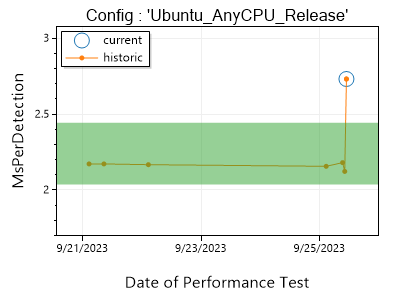 Config : 'Ubuntu_AnyCPU_Release'
current
historic
MsPerDetection
3
2.5
2
9/21/2023
9/23/2023
9/25/2023
Date of Performance Test